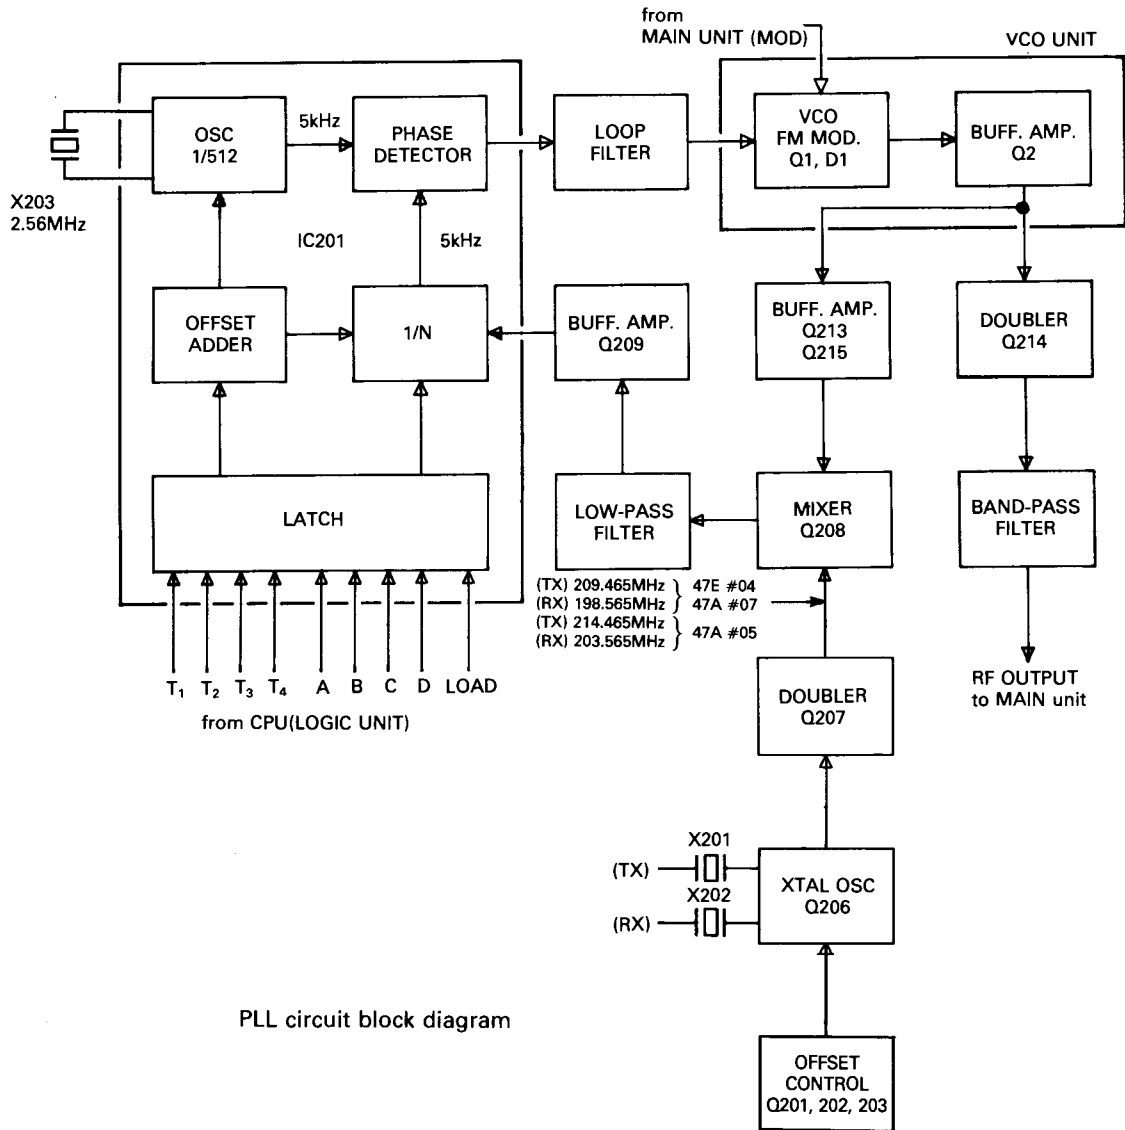 from
MAIN UNIT (MOD)
VCO UNIT
OSC
1/512
5kHz
PHASE
DETECTOR
LOOP
FILTER
VCO
FM MOD.
Q1, D1
BUFF. AMP.
Q2
X203
2.56MHz
IC201
5kHz
OFFSET
ADDER
1/N
BUFF. AMP.
Q209
BUFF. AMP.
Q213
Q215
DOUBLER
Q214
LATCH
LOW-PASS
FILTER
MIXER
Q208
BAND-PASS
FILTER
(TX) 209.465MHz } 47E #04
(RX) 198.565MHz } 47A #07
(TX) 214.465MHz } 47A #05
(RX) 203.565MHz
T1 T2 T3 T4 A B C D LOAD
from CPU(LOGIC UNIT)
DOUBLER
Q207
RF OUTPUT
to MAIN unit
X201
(TX)
X202
(RX)
XTAL OSC
Q206
PLL circuit block diagram
OFFSET
CONTROL
Q201, 202, 203